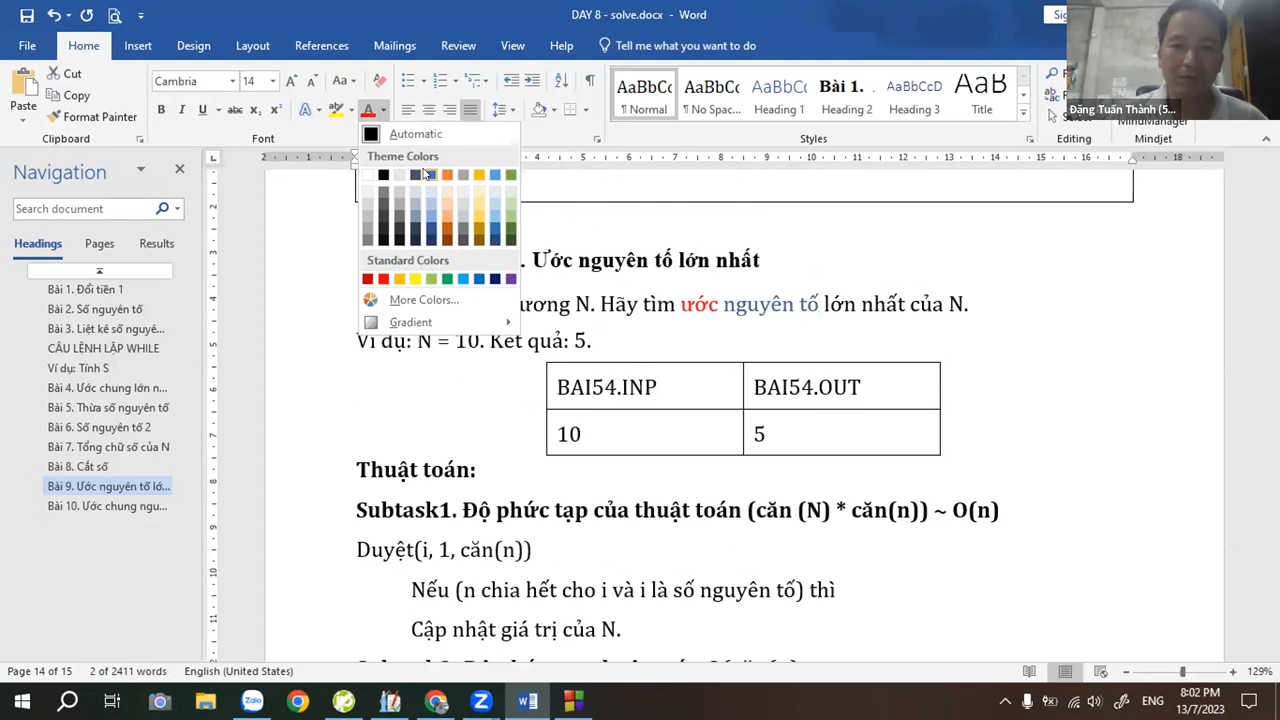 DAY 8 - solve.docx - Word
File Home Insert Design Layout References Mailings Review View Help Tell me what you want to do
Đặng Tuấn Thành (5...
Paste
Cut
Copy
Format Painter
Clipboard
Cambria 14
Font
AaBbCc AaBbCc AaBbCc Bài 1. AaBbCcD AaBbC
¶ Normal ¶ No Spac... Heading 1 Heading 2 Heading 3 Title
Styles
Editing
MindManager
Mindjet
Automatic
Theme Colors
Standard Colors
More Colors...
Gradient
Navigation
Search document
Headings Pages Results
Bài 1. Đổi tiền 1
Bài 2. Số nguyên tố
Bài 3. Liệt kê số nguyê...
CÂU LỆNH LẶP WHILE
Ví dụ: Tính S
Bài 4. Ước chung lớn n...
Bài 5. Thừa số nguyên tố
Bài 6. Số nguyên tố 2
Bài 7. Tổng chữ số của N
Bài 8. Cắt số
Bài 9. Ước nguyên tố lớ...
Bài 10. Ước chung ngu...
. Ước nguyên tố lớn nhất
ương N. Hãy tìm ước nguyên tố lớn nhất của N.
Ví dụ: N = 10. Kết quả: 5.
BAI54.INP BAI54.OUT
10 5
Thuật toán:
Subtask1. Độ phức tạp của thuật toán (căn (N) * căn(n)) ~ O(n)
Duyệt(i, 1, căn(n))
Nếu (n chia hết cho i và i là số nguyên tố) thì
Cập nhật giá trị của N.
Page 14 of 15 2 of 2411 words English (United States) 129%
ENG
8:02 PM
13/7/2023